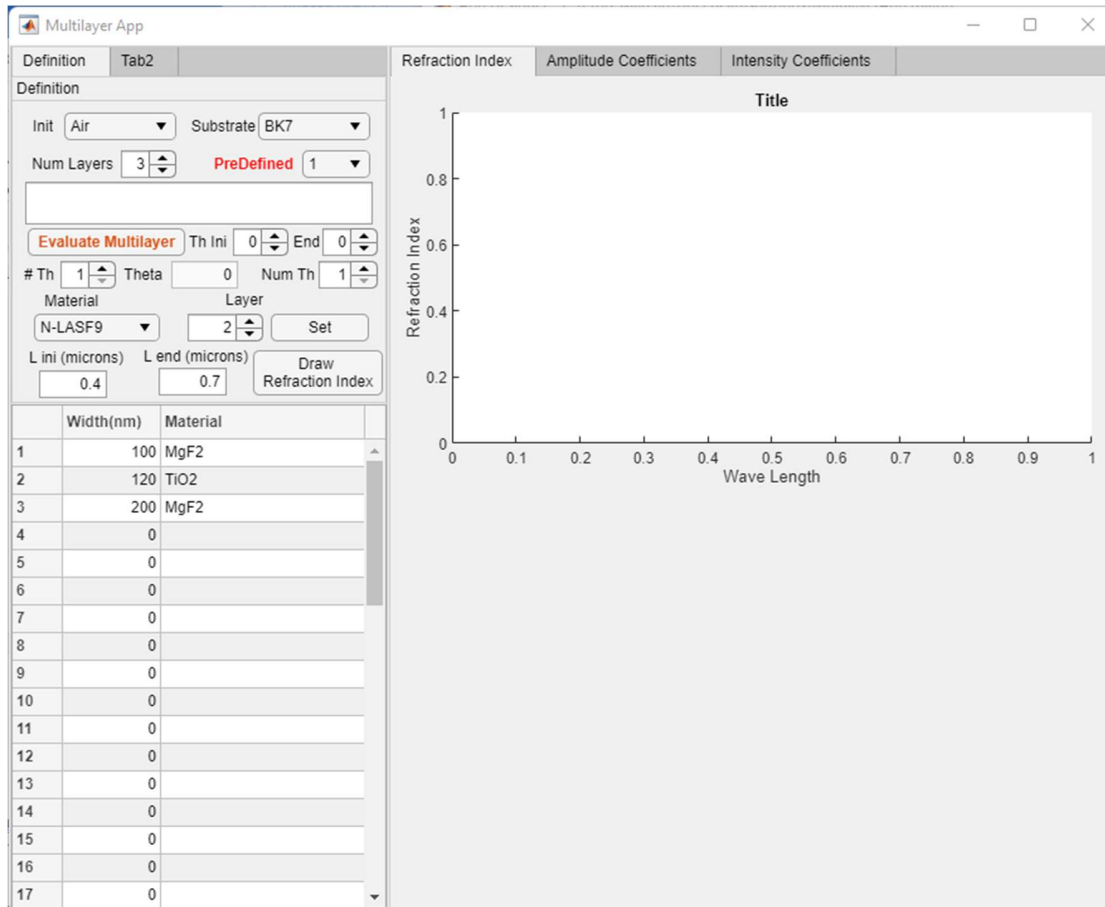 Multilayer App
Definition Tab2
Definition
Init Air Substrate BK7
Num Layers 3 PreDefined 1
Evaluate Multilayer Th Ini 0 End 0
# Th 1 Theta 0 Num Th 1
Material Layer
N-LASF9 2 Set
L ini (microns) L end (microns) Draw
0.4 0.7 Refraction Index
Width(nm) Material
1 100 MgF2
2 120 TiO2
3 200 MgF2
4 0
5 0
6 0
7 0
8 0
9 0
10 0
11 0
12 0
13 0
14 0
15 0
16 0
17 0
Refraction Index Amplitude Coefficients Intensity Coefficients
Title
Refraction Index
1
0.8
0.6
0.4
0.2
0
0 0.1 0.2 0.3 0.4 0.5 0.6 0.7 0.8 0.9 1
Wave Length